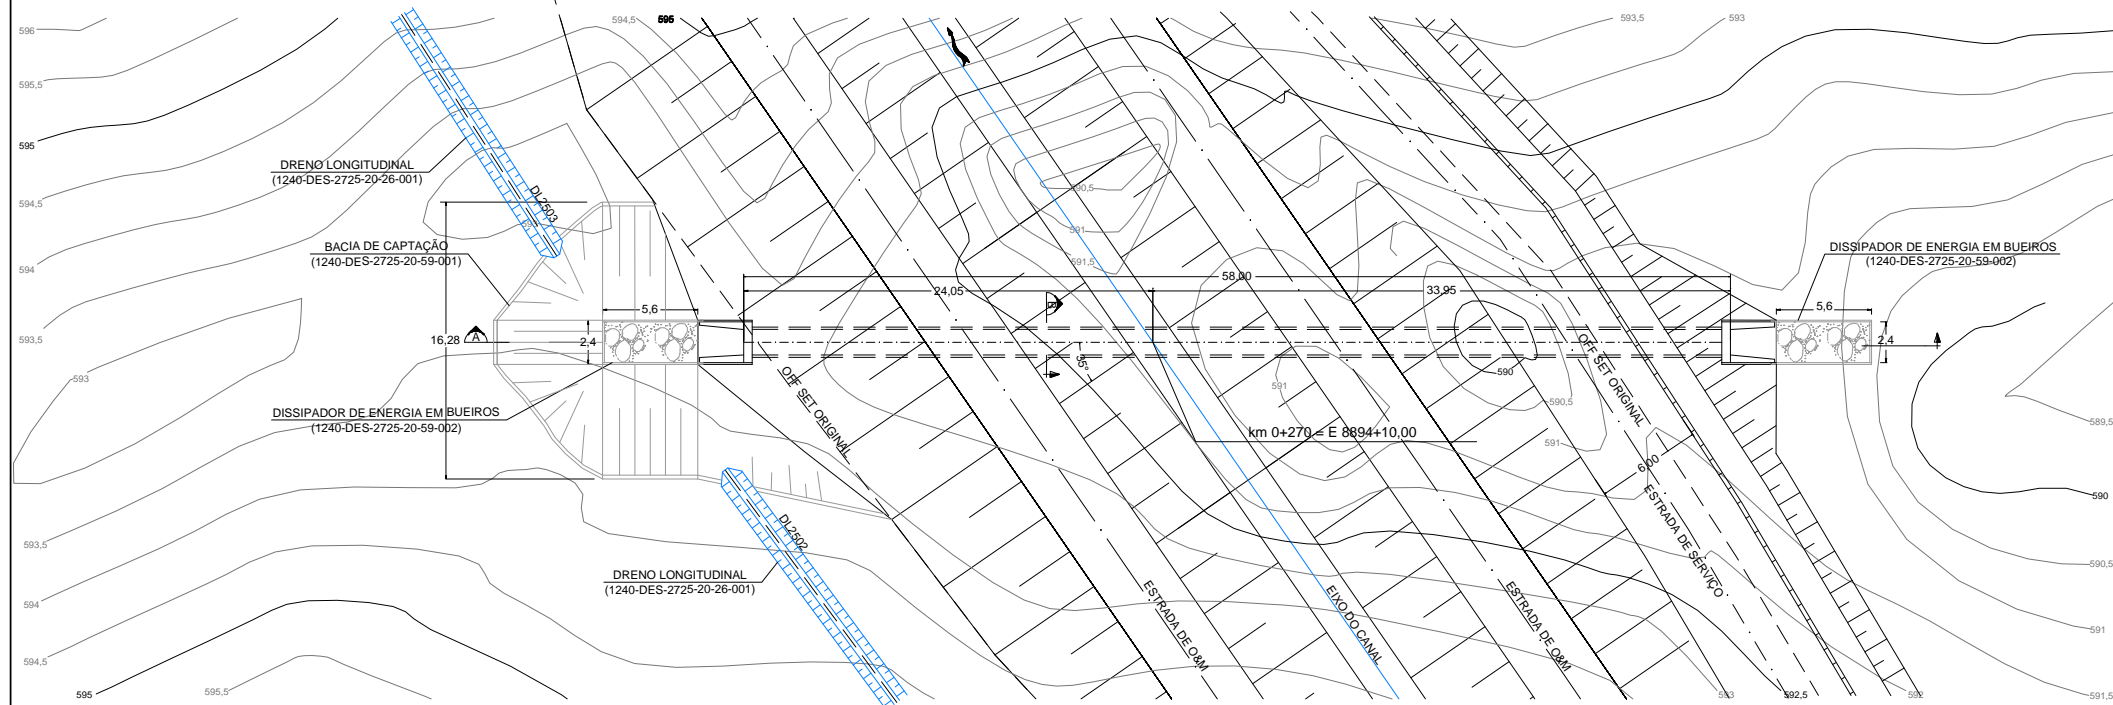 596
594,5
595
593,5
593
595,5
595
DRENO LONGITUDINAL
(1240-DES-2725-20-26-001)
DL2503
590,5
594,5
591
BACIA DE CAPTAÇÃO
(1240-DES-2725-20-59-001)
DISSIPADOR DE ENERGIA EM BUEIROS
(1240-DES-2725-20-59-002)
594
591,5
58,00
24,05
33,95
5,6
5,6
593,5
16,28
A
2,4
B
2,4
35°
593
OFF SET ORIGINAL
OFF SET ORIGINAL
590
591
590,5
589,5
DISSIPADOR DE ENERGIA EM BUEIROS
(1240-DES-2725-20-59-002)
km 0+270 = E 8894+10,00
591
6,00
590
DL2502
ESTRADA DE SERVIÇO
593,5
590,5
DRENO LONGITUDINAL
(1240-DES-2725-20-26-001)
594
ESTRADA DE O&M
EIXO DO CANAL
ESTRADA DE O&M
591
594,5
595
595,5
593
592,5
592
591,5